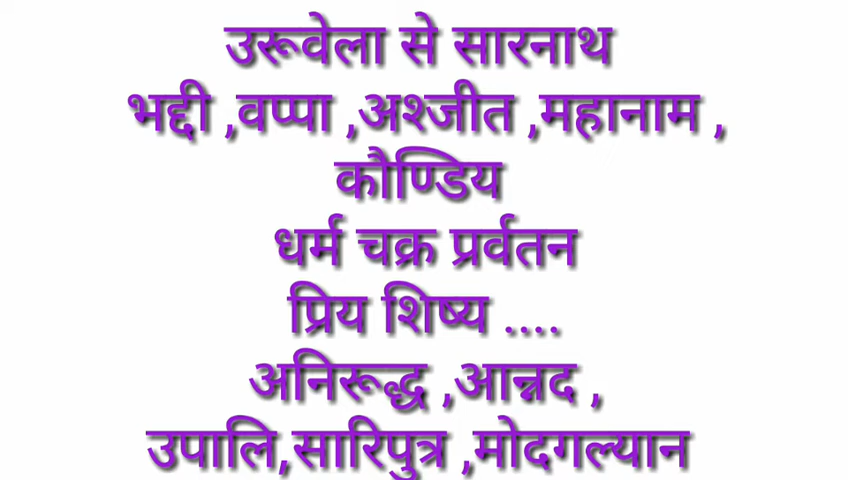 उरूवेला से सारनाथ
भद्दी ,वप्पा ,अश्जीत ,महानाम ,
कौण्डिय
धर्म चक्र प्रर्वतन
प्रिय शिष्य ....
अनिरूद्ध ,आन्नद ,
उपालि,सारिपुत्र ,मोदगल्यान